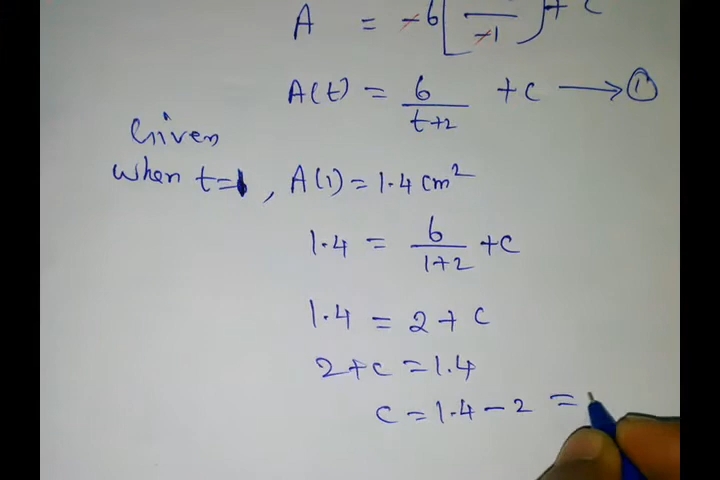 A = -6[ / -1 ) + c
A(t) = 6 / t+2 + c ⟶ ①
Given
when t=1, A(1) = 1.4 cm²
1.4 = 6 / 1+2 + c
1.4 = 2 + c
2+c = 1.4
c = 1.4 - 2 =